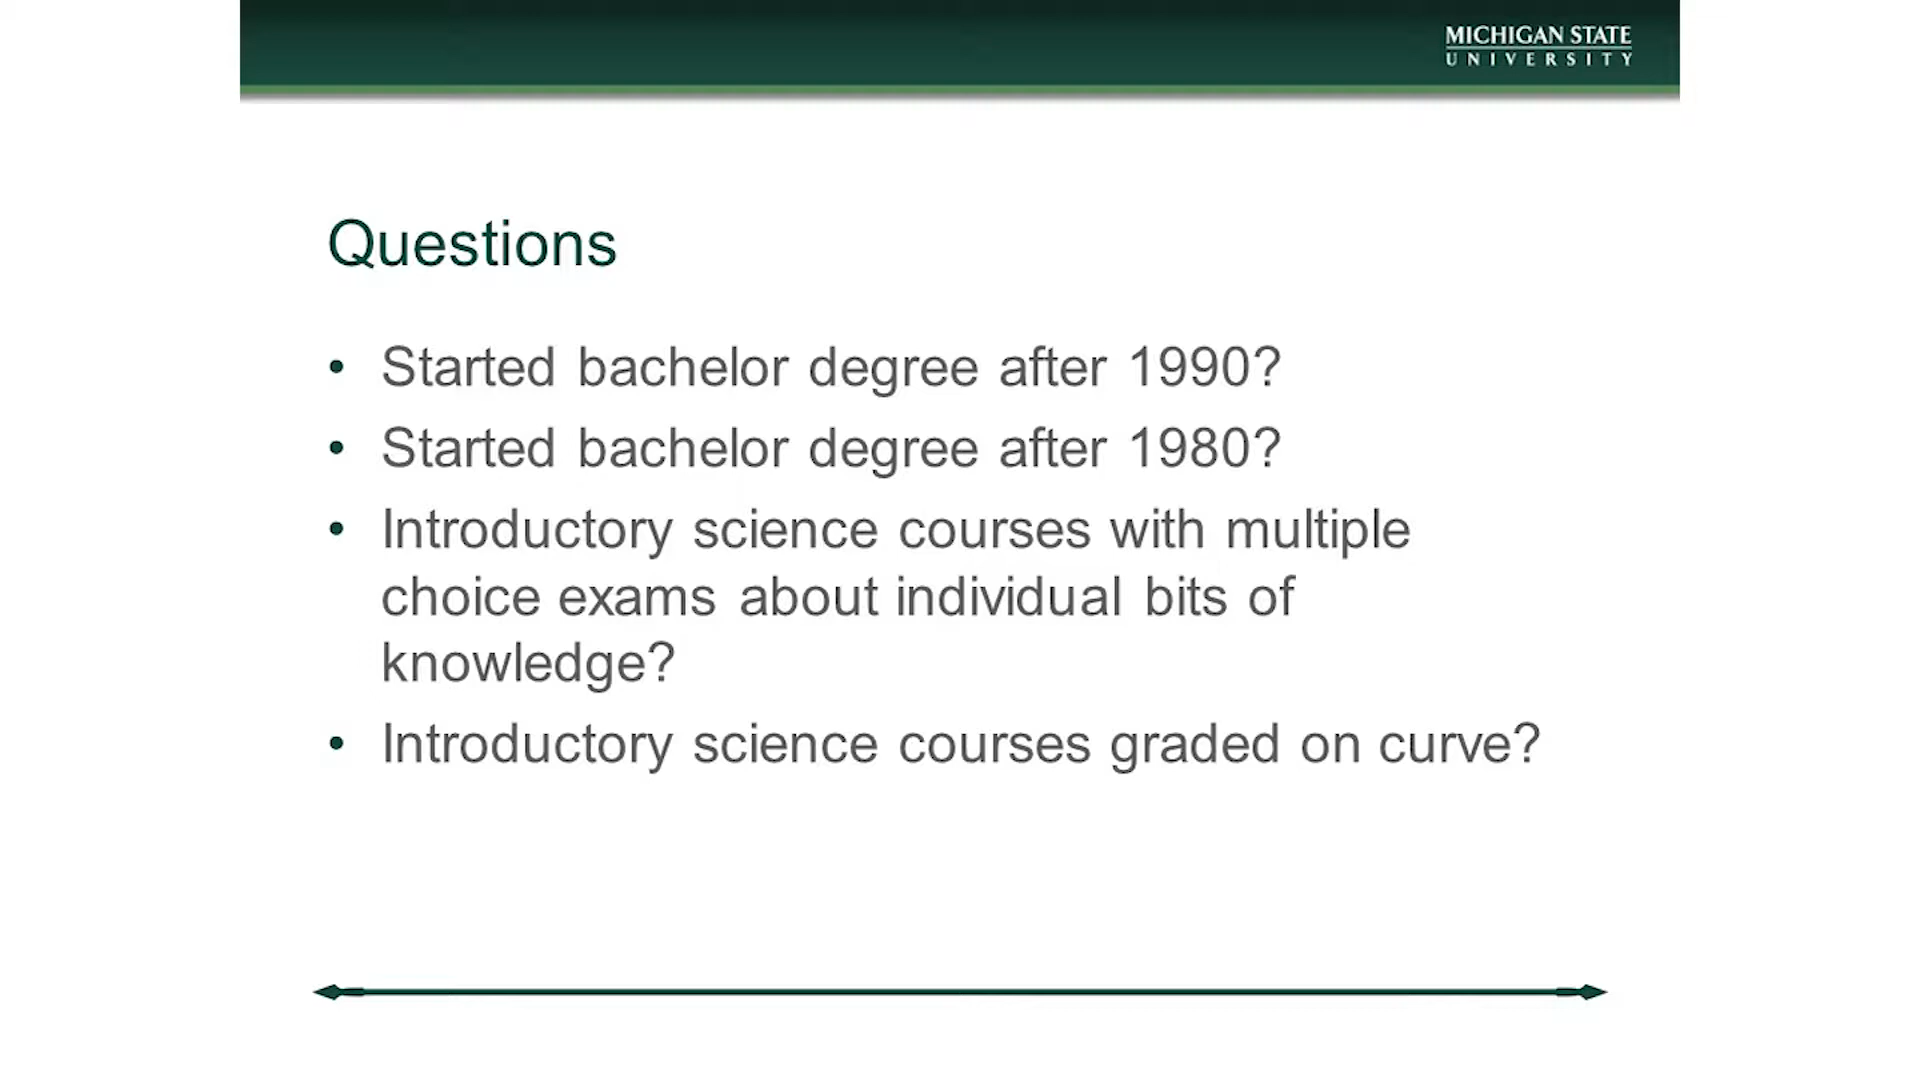 MICHIGAN STATE
UNIVERSITY
Questions
• Started bachelor degree after 1990?
• Started bachelor degree after 1980?
• Introductory science courses with multiple
choice exams about individual bits of
knowledge?
• Introductory science courses graded on curve?